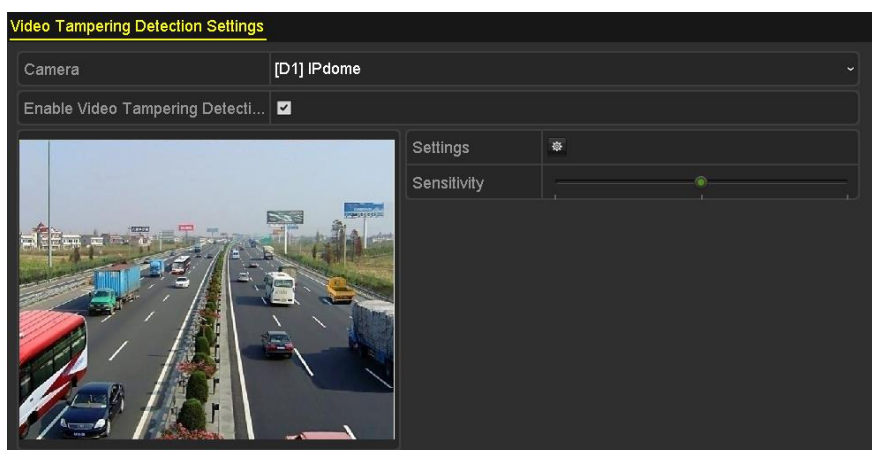 Video Tampering Detection Settings
Camera [D1] IPdome
Enable Video Tampering Detecti...
Settings
Sensitivity